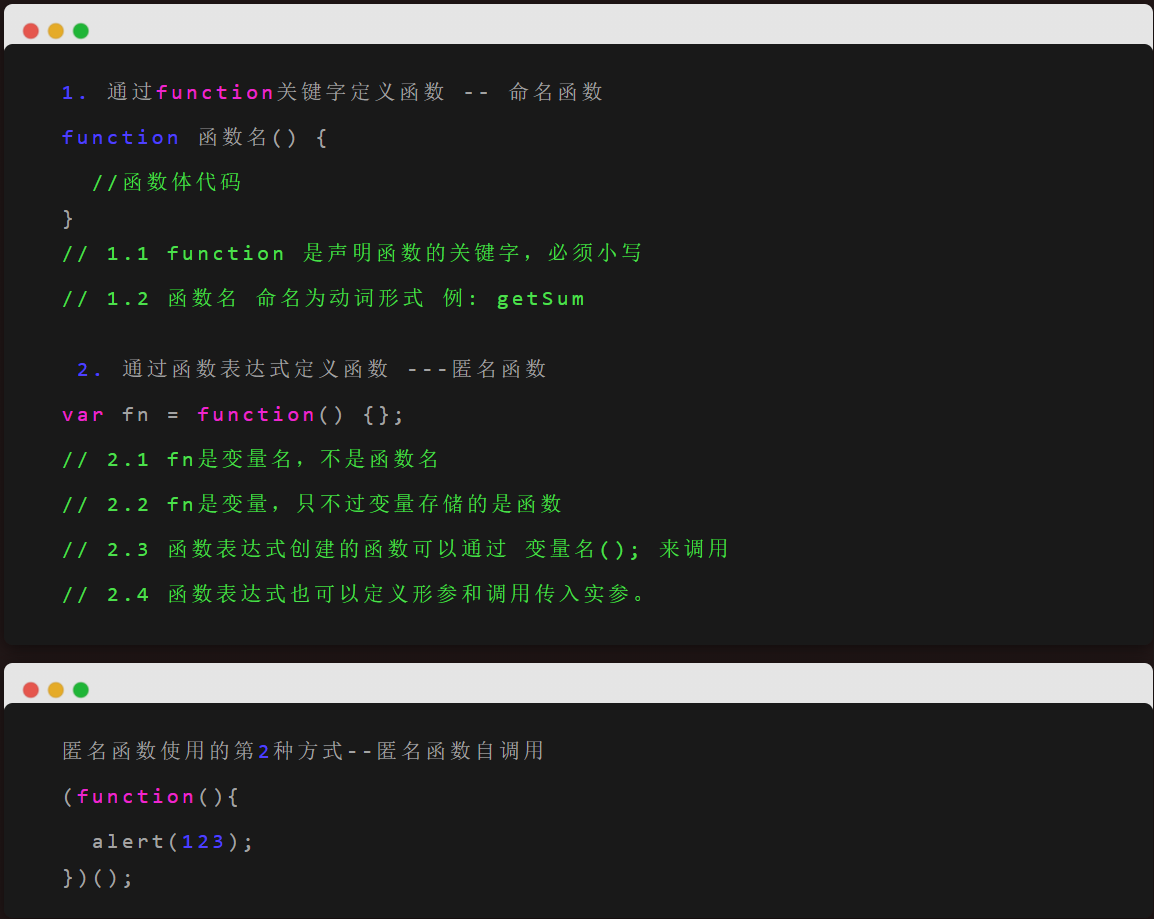 1. 通过function关键字定义函数 -- 命名函数
function 函数名() {
//函数体代码
}
// 1.1 function 是声明函数的关键字，必须小写
// 1.2 函数名 命名为动词形式 例: getSum
2. 通过函数表达式定义函数 ---匿名函数
var fn = function() {};
// 2.1 fn是变量名，不是函数名
// 2.2 fn是变量，只不过变量存储的是函数
// 2.3 函数表达式创建的函数可以通过 变量名(); 来调用
// 2.4 函数表达式也可以定义形参和调用传入实参。
匿名函数使用的第2种方式--匿名函数自调用
(function(){
alert(123);
})();